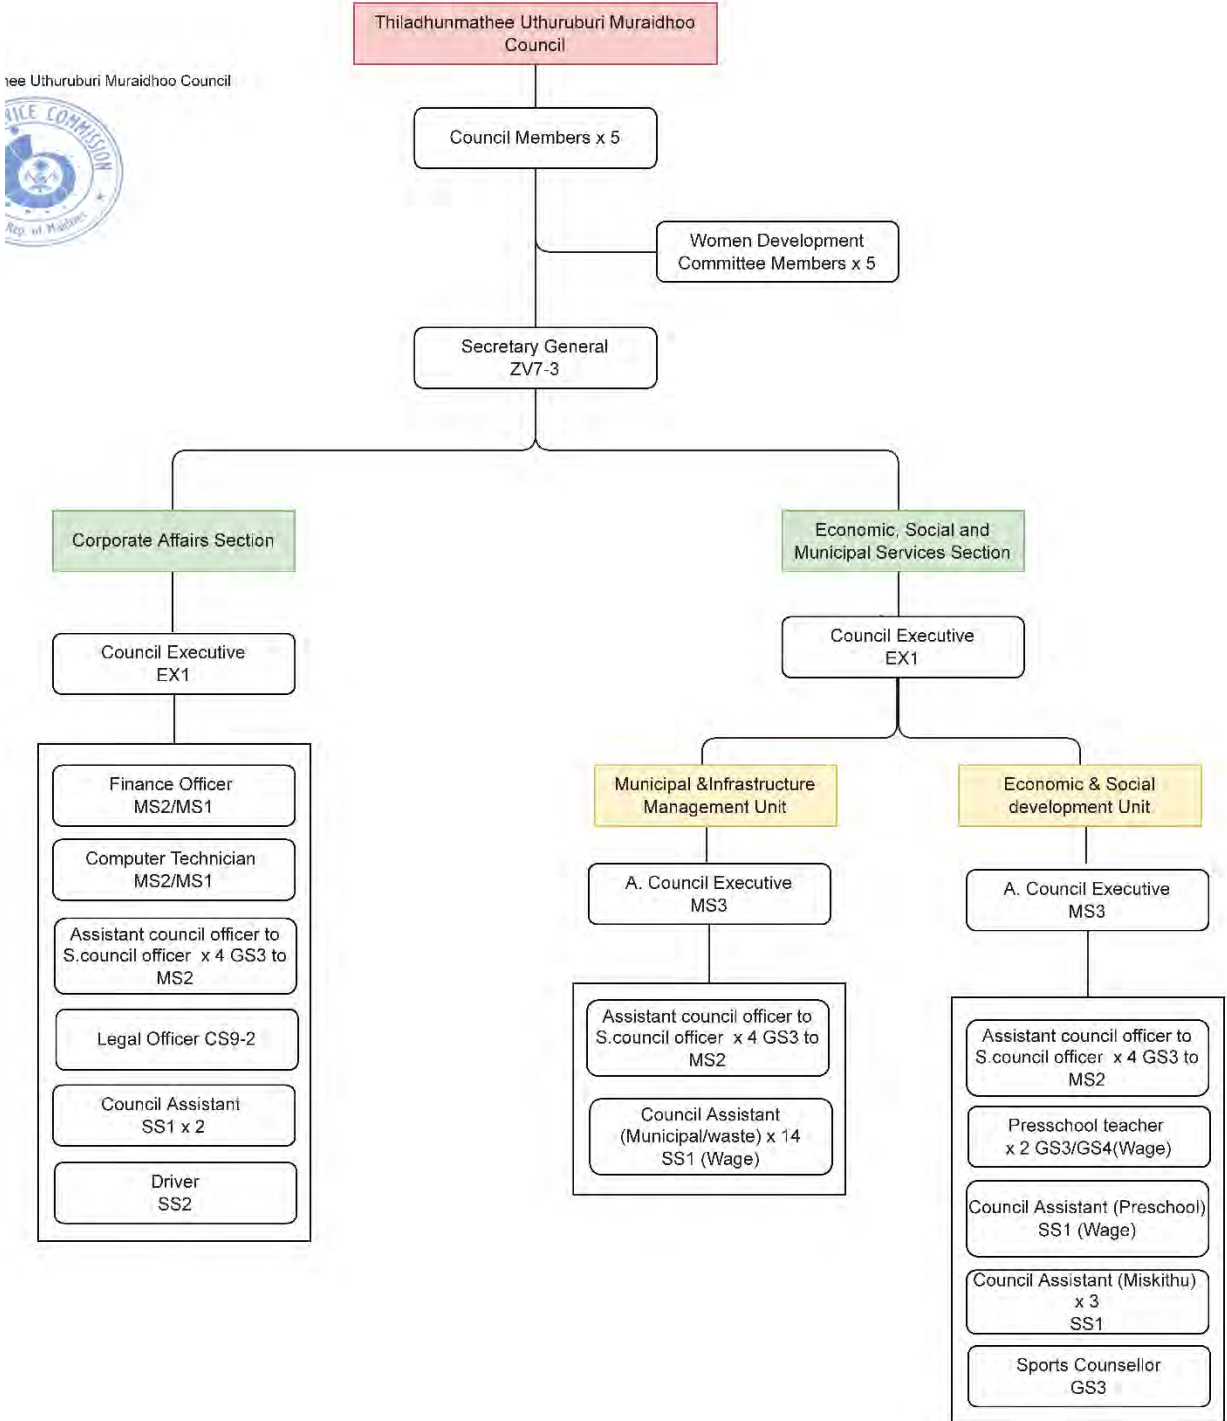 Thiladhunmathee Uthuruburi Muraidhoo
Council
Uthuruburi Muraidhoo Council
COMMISSION
Rep. of Maldives
Council Members x 5
Women Development
Committee Members x 5
Secretary General
ZV7-3
Corporate Affairs Section
Council Executive
EX1
Finance Officer
MS2/MS1
Computer Technician
MS2/MS1
Assistant council officer to
S.council officer x 4 GS3 to
MS2
Legal Officer CS9-2
Council Assistant
SS1 x 2
Driver
SS2
Economic, Social and
Municipal Services Section
Council Executive
EX1
Municipal &Infrastructure
Management Unit
A. Council Executive
MS3
Assistant council officer to
S.council officer x 4 GS3 to
MS2
Council Assistant
(Municipal/waste) x 14
SS1 (Wage)
Economic & Social
development Unit
A. Council Executive
MS3
Assistant council officer to
S.council officer x 4 GS3 to
MS2
Presschool teacher
x 2 GS3/GS4(Wage)
Council Assistant (Preschool)
SS1 (Wage)
Council Assistant (Miskithu)
x 3
SS1
Sports Counsellor
GS3